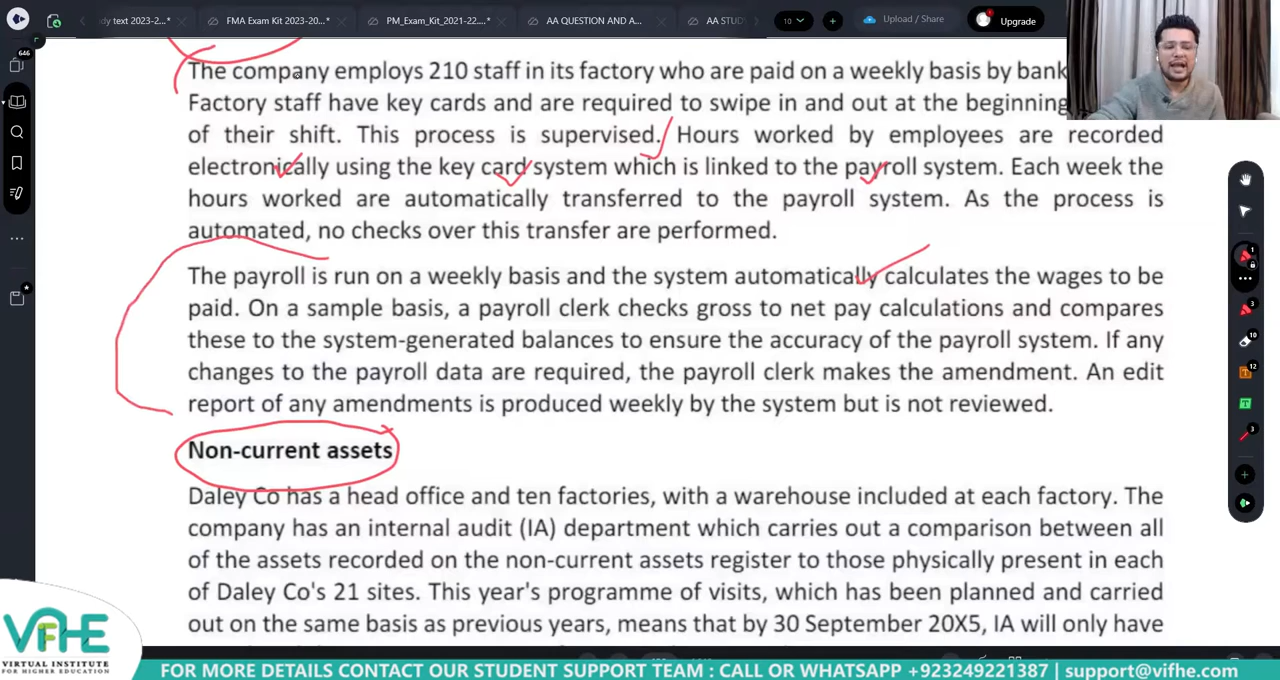 dy text 2023-2...*
FMA Exam Kit 2023-20...*
PM_Exam_Kit_2021-22....*
AA QUESTION AND A...
AA STUD
10
Upload / Share
1
Upgrade
646
The company employs 210 staff in its factory who are paid on a weekly basis by bank
Factory staff have key cards and are required to swipe in and out at the beginning
of their shift. This process is supervised. Hours worked by employees are recorded
electronically using the key card system which is linked to the payroll system. Each week the
hours worked are automatically transferred to the payroll system. As the process is
automated, no checks over this transfer are performed.
The payroll is run on a weekly basis and the system automatically calculates the wages to be
paid. On a sample basis, a payroll clerk checks gross to net pay calculations and compares
these to the system-generated balances to ensure the accuracy of the payroll system. If any
changes to the payroll data are required, the payroll clerk makes the amendment. An edit
report of any amendments is produced weekly by the system but is not reviewed.
Non-current assets
Daley Co has a head office and ten factories, with a warehouse included at each factory. The
company has an internal audit (IA) department which carries out a comparison between all
of the assets recorded on the non-current assets register to those physically present in each
of Daley Co's 21 sites. This year's programme of visits, which has been planned and carried
out on the same basis as previous years, means that by 30 September 20X5, IA will only have
1
3
10
12
3
VIFHE
VIRTUAL INSTITUTE
FOR HIGHER EDUCATION
FOR MORE DETAILS CONTACT OUR STUDENT SUPPORT TEAM : CALL OR WHATSAPP +923249221387 | support@vifhe.com